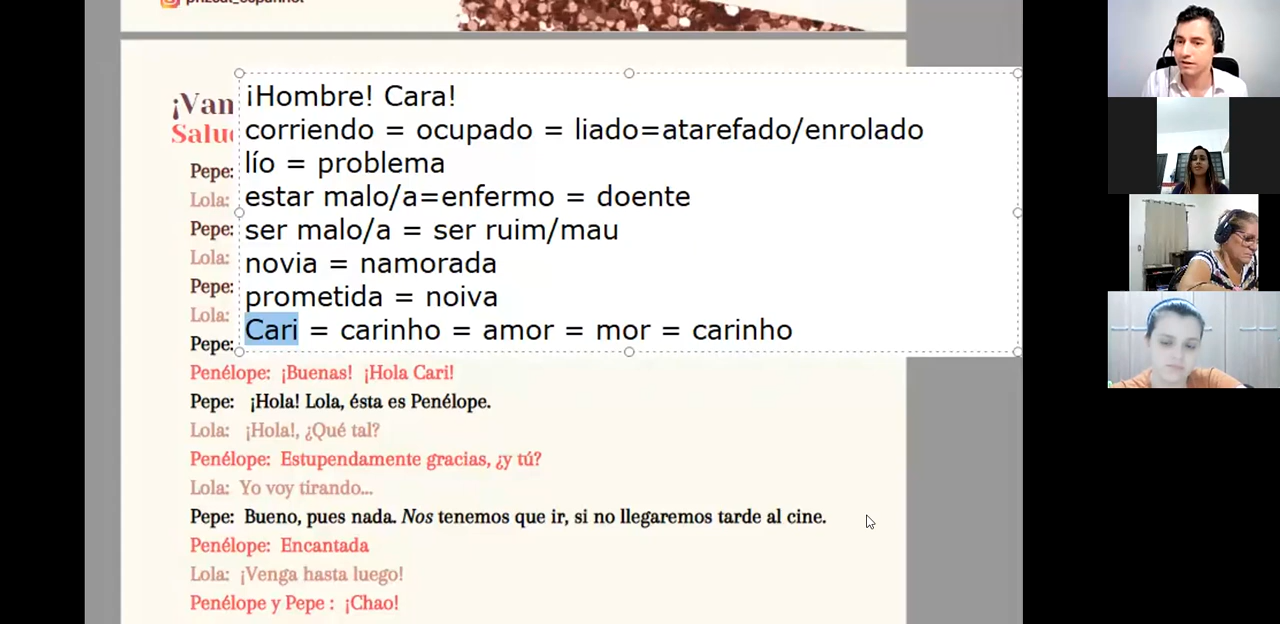 ¡Hombre! Cara!
¡Van
corriendo = ocupado = liado=atarefado/enrolado
Salu
lío = problema
Pepe:
estar malo/a=enfermo = doente
Lola:
ser malo/a = ser ruim/mau
Pepe:
novia = namorada
Lola:
prometida = noiva
Pepe:
Lola:
Cari = carinho = amor = mor = carinho
Pepe:
Penélope: ¡Buenas! ¡Hola Cari!
Pepe: ¡Hola! Lola, ésta es Penélope.
Lola: ¡Hola!, ¿Qué tal?
Penélope: Estupendamente gracias, ¿y tú?
Lola: Yo voy tirando...
Pepe: Bueno, pues nada. Nos tenemos que ir, si no llegaremos tarde al cine.
Penélope: Encantada
Lola: ¡Venga hasta luego!
Penélope y Pepe : ¡Chao!